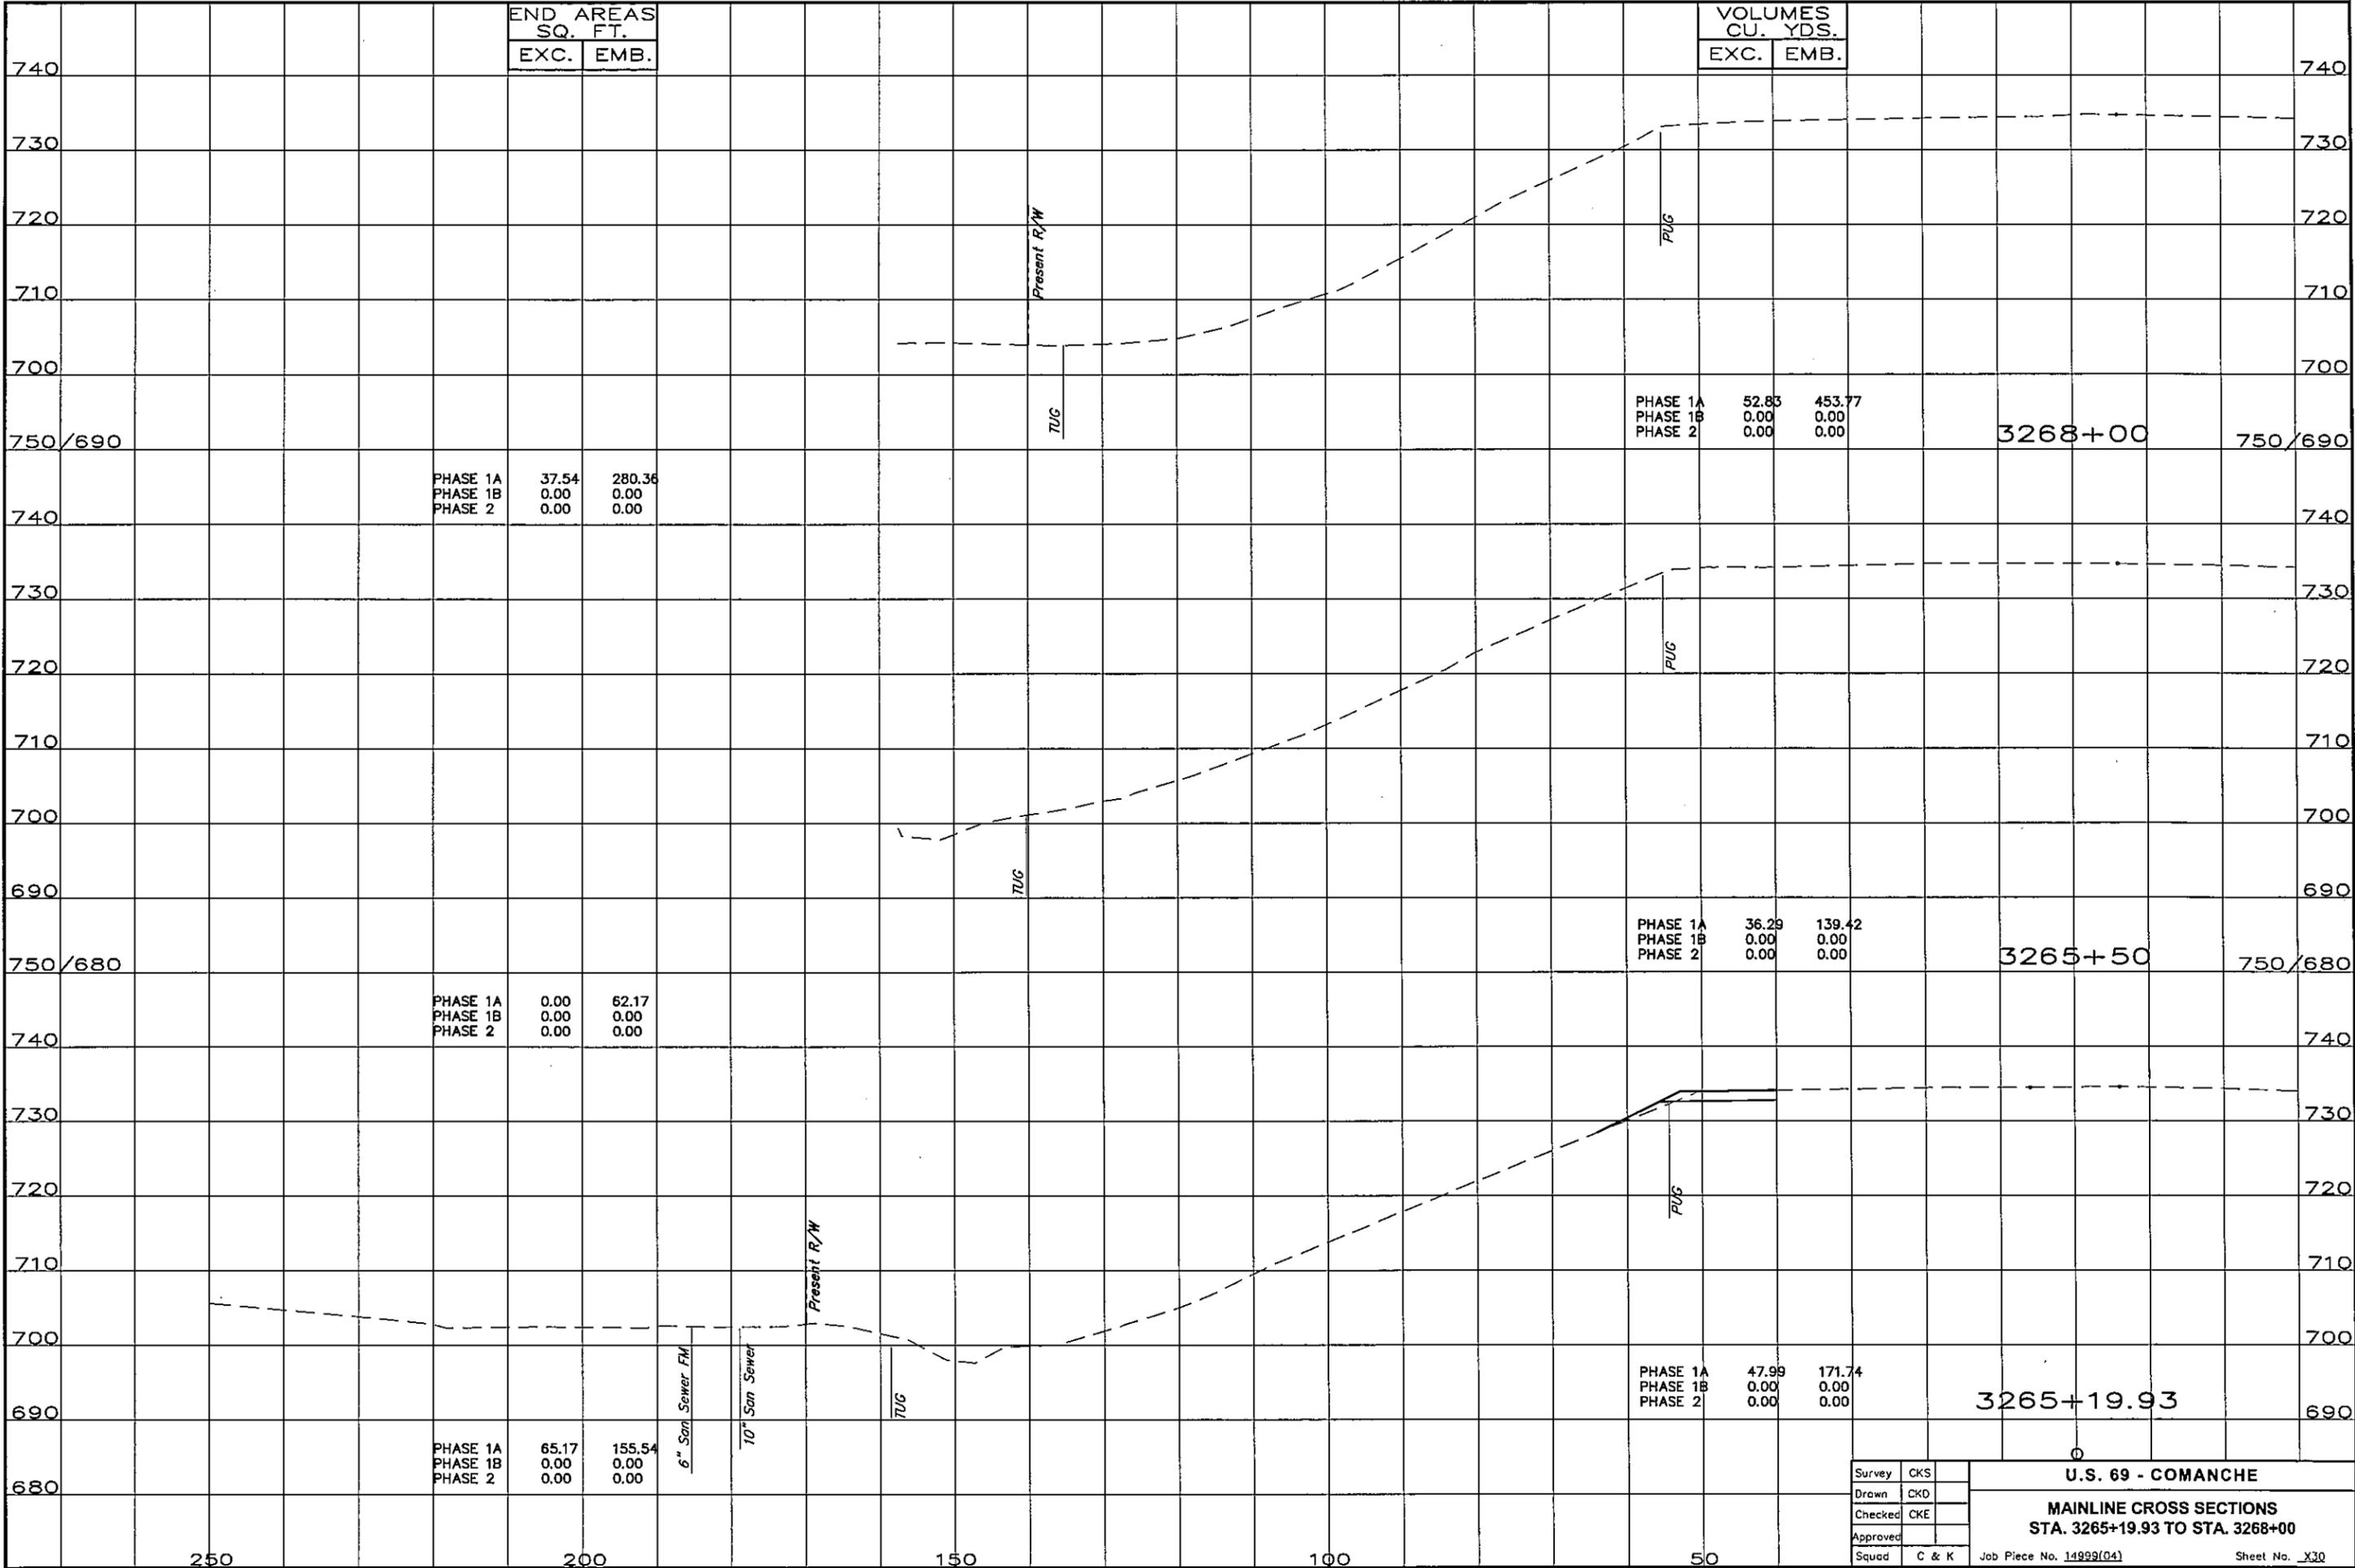 END AREAS
SQ. FT.
EXC. EMB.
VOLUMES
CU. YDS.
EXC. EMB.
740 740
730 730
720 720
Present R/W
PUG
710 710
700 700
TUG
PHASE 1A 52.83 453.77
PHASE 1B 0.00 0.00
PHASE 2 0.00 0.00
3268+00
750/690 750/690
PHASE 1A 37.54 280.36
PHASE 1B 0.00 0.00
PHASE 2 0.00 0.00
740 740
730 730
PUG
720 720
710 710
700 700
TUG
690 690
PHASE 1A 36.29 139.42
PHASE 1B 0.00 0.00
PHASE 2 0.00 0.00
3265+50
750/680 750/680
PHASE 1A 0.00 62.17
PHASE 1B 0.00 0.00
PHASE 2 0.00 0.00
740 740
730 730
PUG
720 720
Present R/W
710 710
700 700
6" San Sewer FM
10" San Sewer
TUG
PHASE 1A 47.99 171.74
PHASE 1B 0.00 0.00
PHASE 2 0.00 0.00
3265+19.93
690 690
PHASE 1A 65.17 155.54
PHASE 1B 0.00 0.00
PHASE 2 0.00 0.00
680
0
250 200 150 100 50
Survey CKS
Drawn CKD
Checked CKE
Approved
Squad C & K
U.S. 69 - COMANCHE
MAINLINE CROSS SECTIONS
STA. 3265+19.93 TO STA. 3268+00
Job Piece No. 14999(04) Sheet No. X30